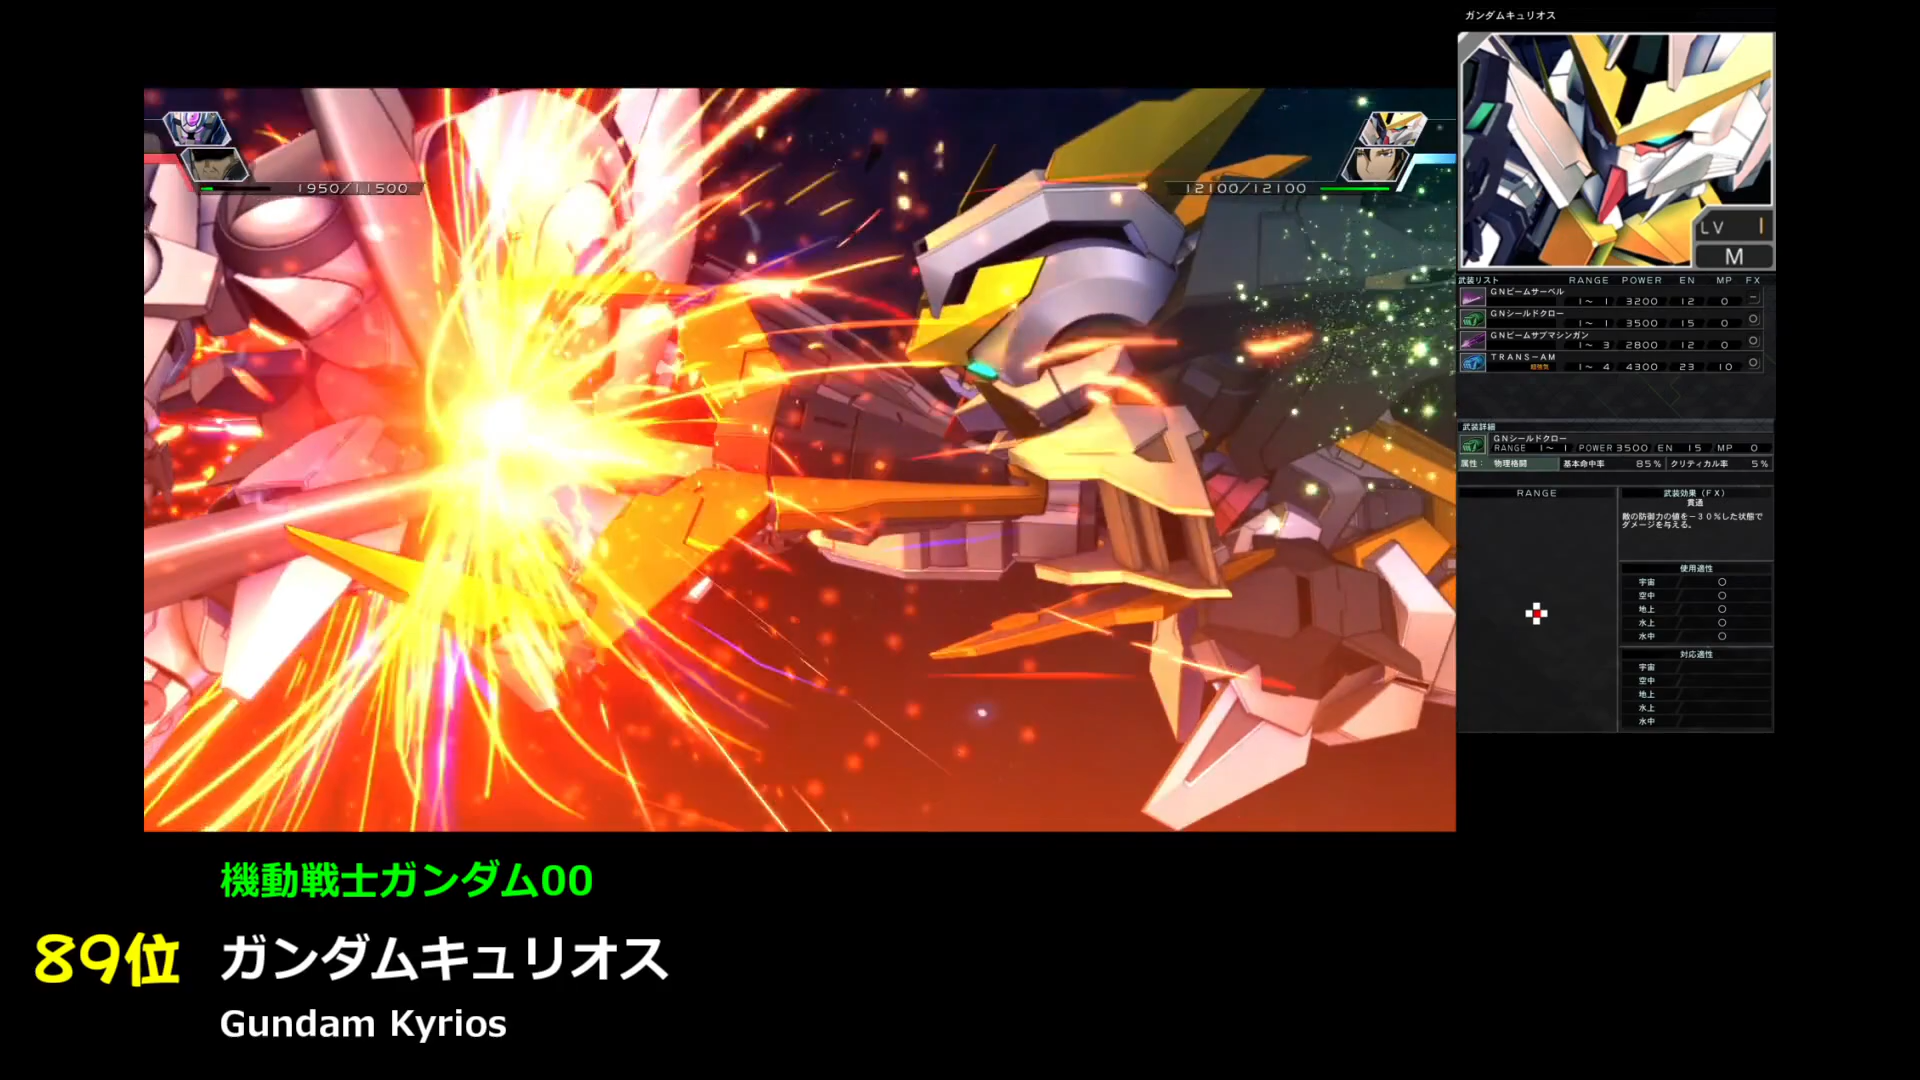 ガンダムキュリオス
1950/11500
12100/12100
LV 1
M
武装リスト RANGE POWER EN MP FX
GNビームサーベル
1～ 1 3200 12 0 －
GNシールドクロー
1～ 1 3500 15 0 ○
GNビームサブマシンガン
1～ 3 2800 12 0 ○
TRANS－AM
超強気 1～ 4 4300 23 10 ○
武装詳細
GNシールドクロー
RANGE 1～ 1 POWER 3500 EN 15 MP 0
属性： 物理格闘 基本命中率 85% クリティカル率 5%
RANGE
武装効果（FX）
貫通
敵の防御力の値を－30%した状態で
ダメージを与える。
使用適性
宇宙 ○
空中 ○
地上 ○
水上 ○
水中 ○
対応適性
宇宙
空中
地上
水上
水中
機動戦士ガンダム00
89位 ガンダムキュリオス
Gundam Kyrios